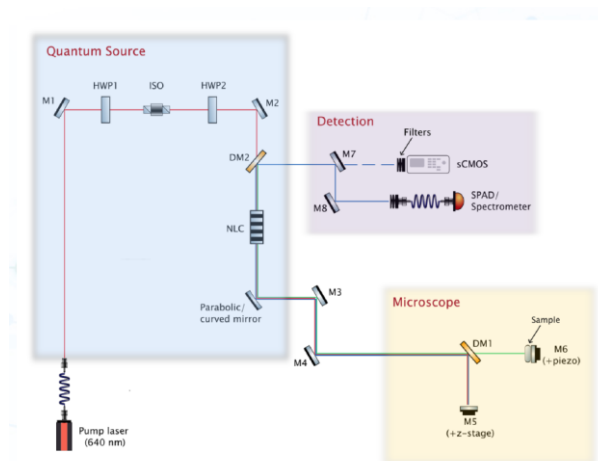 Quantum Source
HWP1
ISO
HWP2
M1
M2
DM2
NLC
Parabolic/
curved mirror
Pump laser
(640 nm)
Detection
Filters
M7
sCMOS
M8
SPAD/
Spectrometer
M3
M4
Microscope
Sample
DM1
M6
(+piezo)
M5
(+z-stage)